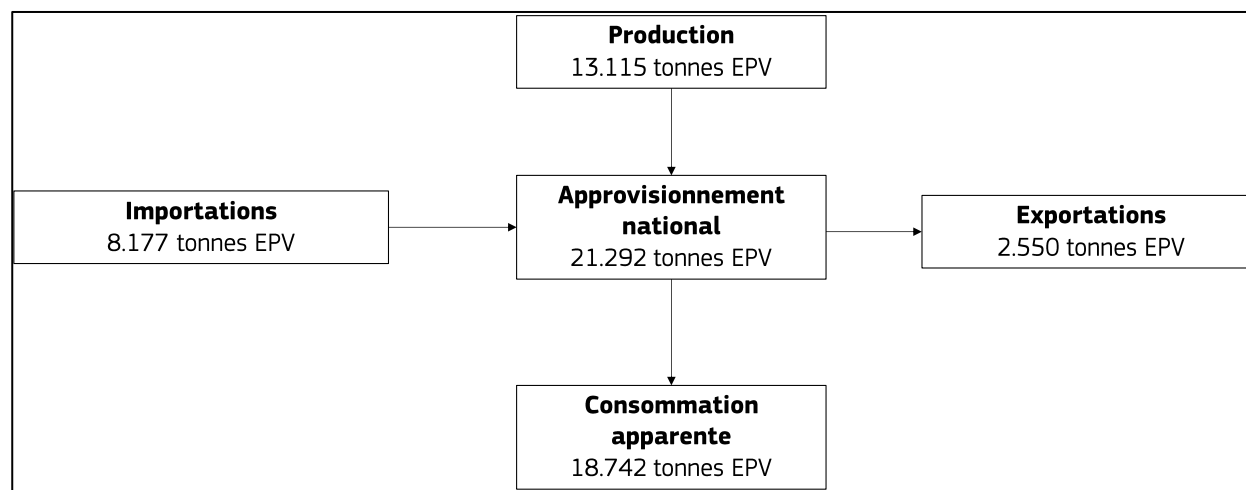 Production
13.115 tonnes EPV
Importations
8.177 tonnes EPV
Approvisionnement
national
21.292 tonnes EPV
Exportations
2.550 tonnes EPV
Consommation
apparente
18.742 tonnes EPV